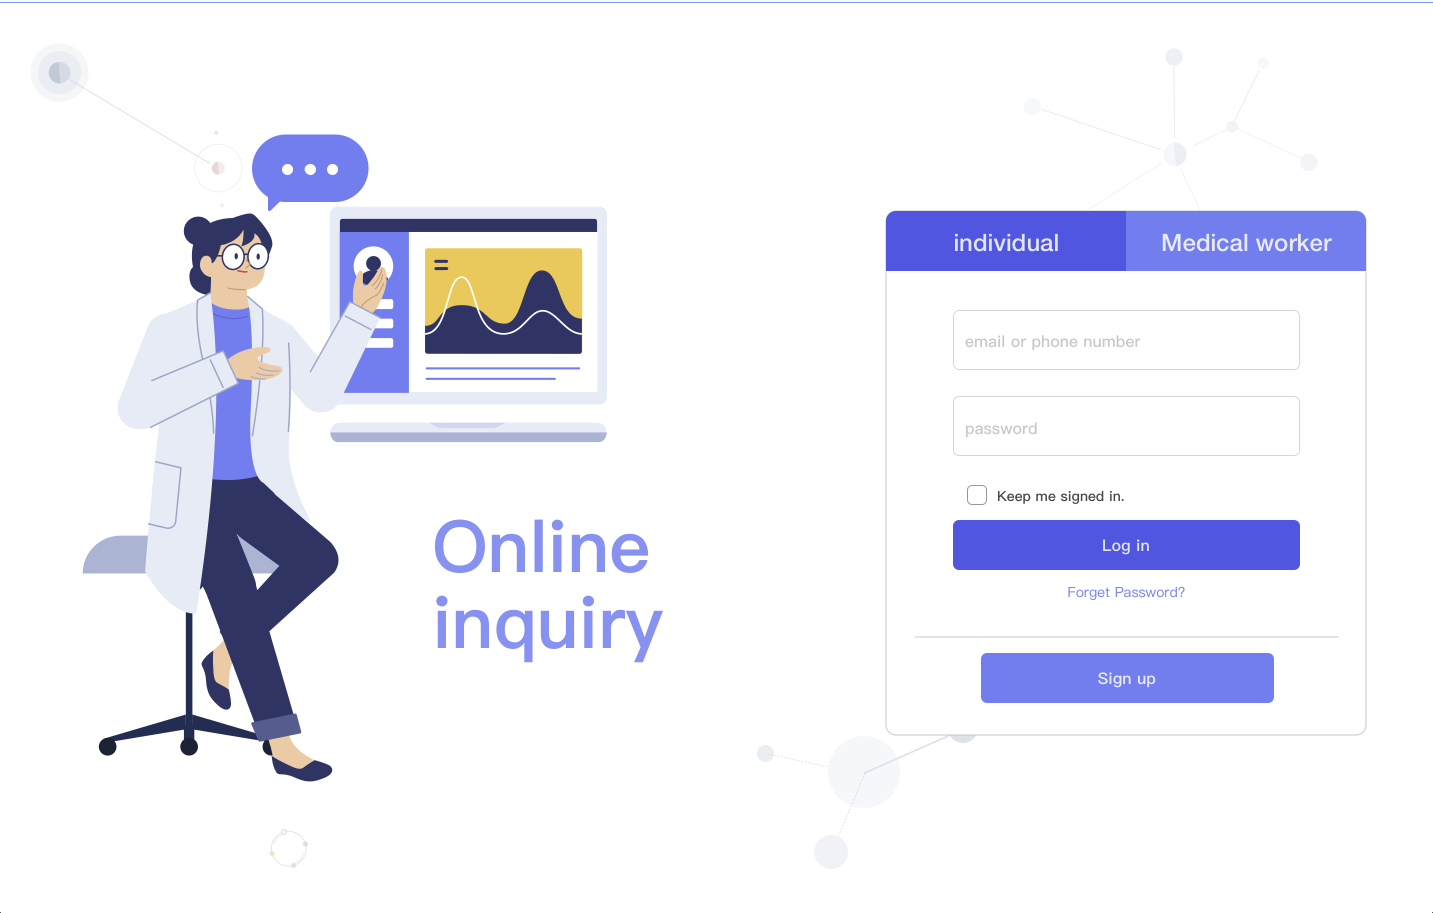 Online
inquiry
individual
Medical worker
email or phone number
password
Keep me signed in.
Log in
Forget Password?
Sign up